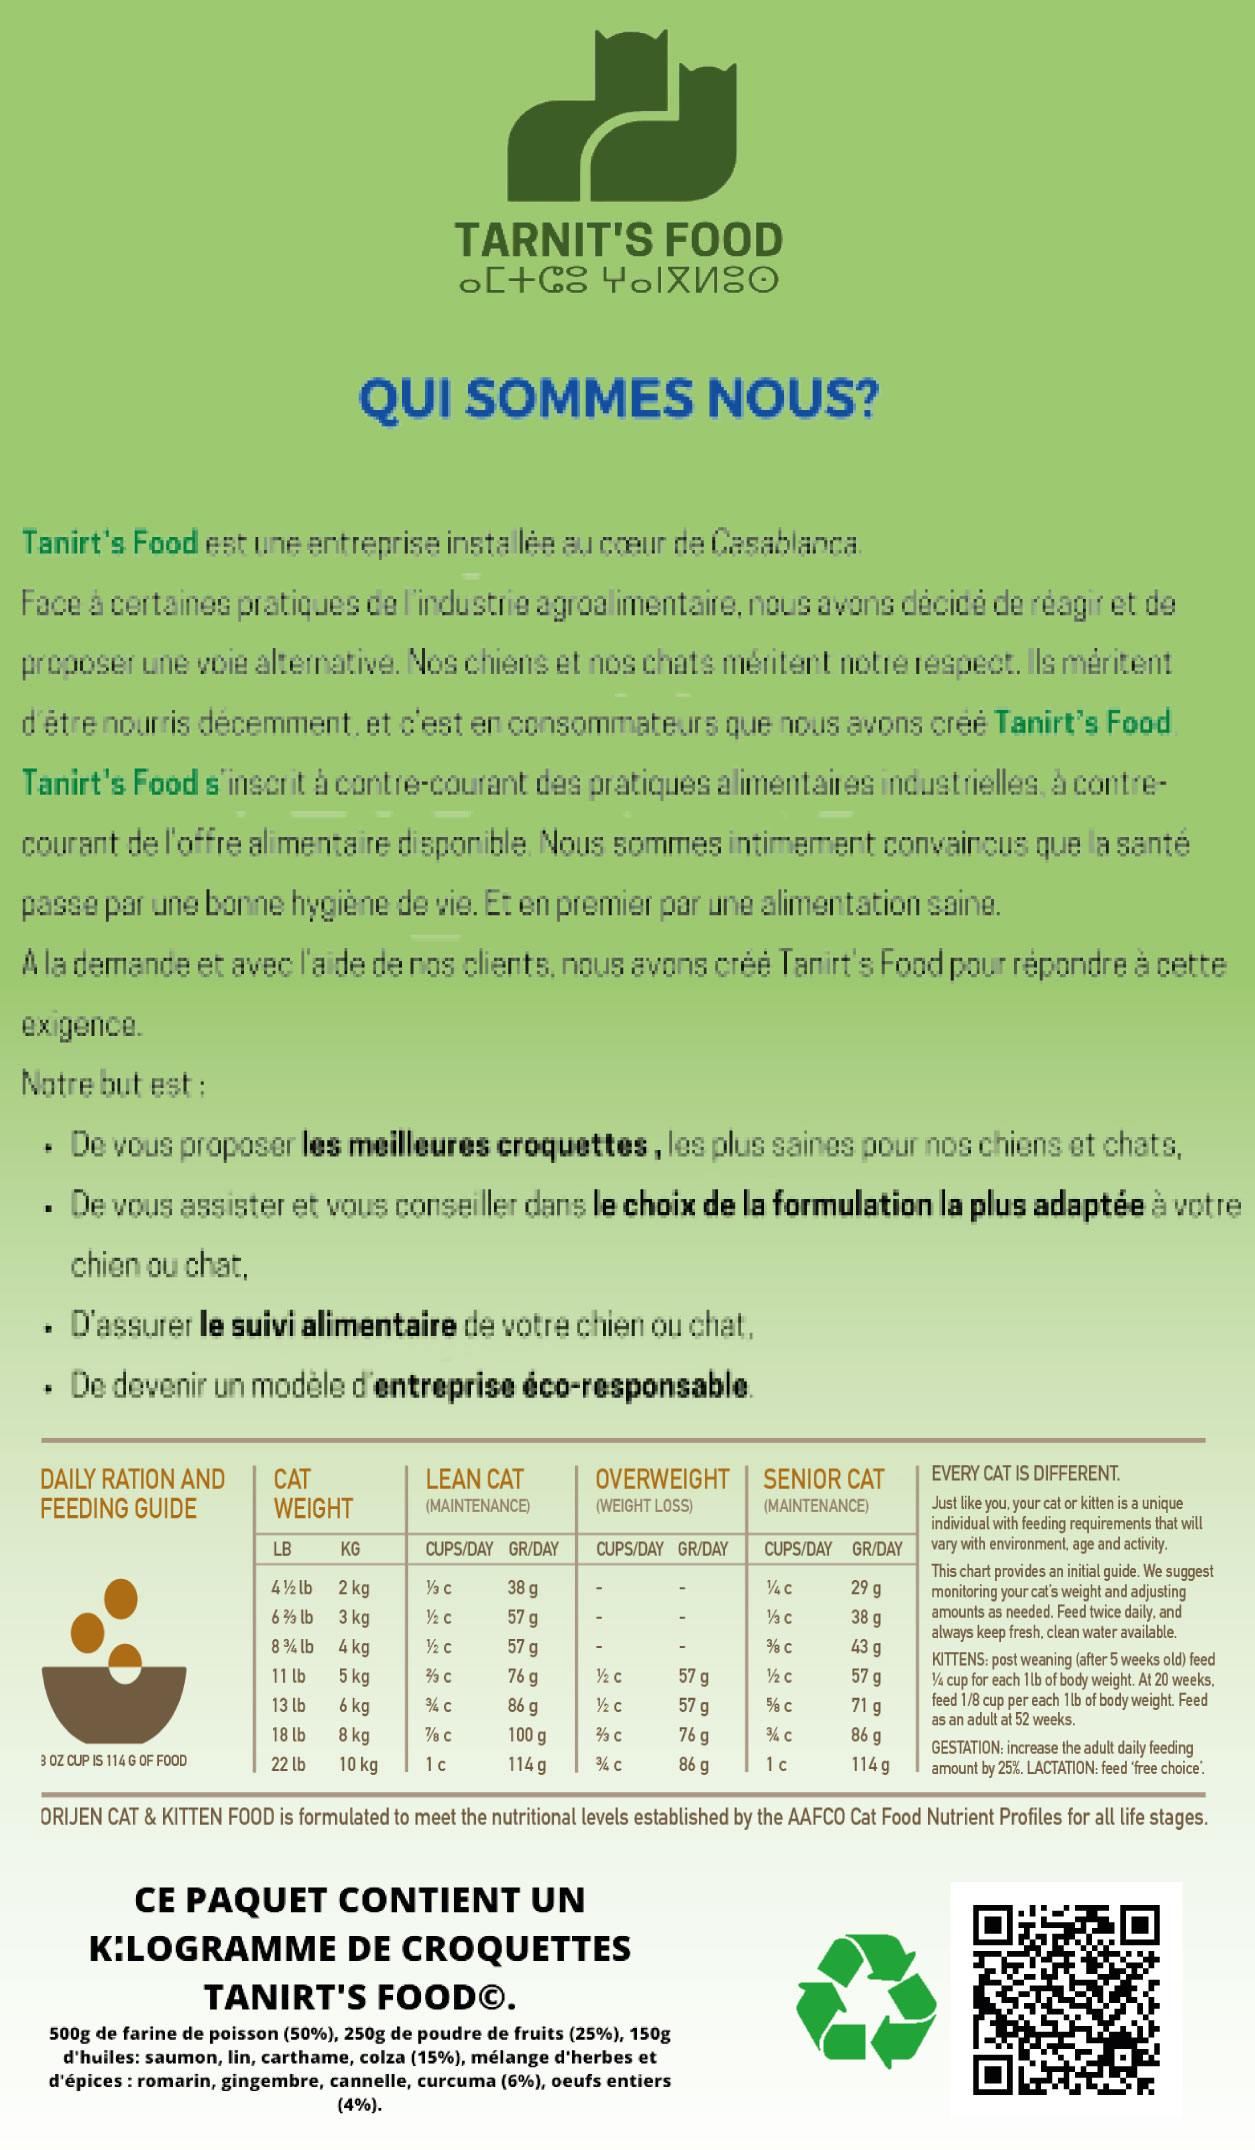 TARNIT'S FOOD
ⴰⵎⵜⵛⵓ ⵖⴰⵏⴳⵍⵓⵙ
QUI SOMMES NOUS?
Tanirt's Food est une entreprise installée au cœur de Casablanca.
Face à certaines pratiques de l'industrie agroalimentaire, nous avons décidé de réagir et de
proposer une voie alternative. Nos chiens et nos chats méritent notre respect. Ils méritent
d'être nourris décemment, et c'est en consommateurs que nous avons créé Tanirt's Food.
Tanirt's Food s'inscrit à contre-courant des pratiques alimentaires industrielles, à contre-
courant de l'offre alimentaire disponible. Nous sommes intimement convaincus que la santé
passe par une bonne hygiène de vie. Et en premier par une alimentation saine.
A la demande et avec l'aide de nos clients, nous avons créé Tanirt's Food pour répondre à cette
exigence.
Notre but est :
• De vous proposer les meilleures croquettes , les plus saines pour nos chiens et chats,
• De vous assister et vous conseiller dans le choix de la formulation la plus adaptée à votre
chien ou chat,
• D'assurer le suivi alimentaire de votre chien ou chat,
• De devenir un modèle d'entreprise éco-responsable.
DAILY RATION AND
FEEDING GUIDE
3 OZ CUP IS 114 G OF FOOD
CAT WEIGHT LEAN CAT (MAINTENANCE) OVERWEIGHT (WEIGHT LOSS) SENIOR CAT (MAINTENANCE)
LB KG CUPS/DAY GR/DAY CUPS/DAY GR/DAY CUPS/DAY GR/DAY
4 ½ lb 2 kg ⅓ c 38 g - - ¼ c 29 g
6 ⅔ lb 3 kg ½ c 57 g - - ⅓ c 38 g
8 ¾ lb 4 kg ½ c 57 g - - ⅜ c 43 g
11 lb 5 kg ⅔ c 76 g ½ c 57 g ½ c 57 g
13 lb 6 kg ¾ c 86 g ½ c 57 g ⅝ c 71 g
18 lb 8 kg ⅞ c 100 g ⅔ c 76 g ¾ c 86 g
22 lb 10 kg 1 c 114 g ¾ c 86 g 1 c 114 g
EVERY CAT IS DIFFERENT.
Just like you, your cat or kitten is a unique
individual with feeding requirements that will
vary with environment, age and activity.
This chart provides an initial guide. We suggest
monitoring your cat's weight and adjusting
amounts as needed. Feed twice daily, and
always keep fresh, clean water available.
KITTENS: post weaning (after 5 weeks old) feed
¼ cup for each 1lb of body weight. At 20 weeks,
feed 1/8 cup per each 1lb of body weight. Feed
as an adult at 52 weeks.
GESTATION: increase the adult daily feeding
amount by 25%. LACTATION: feed 'free choice'.
ORIJEN CAT & KITTEN FOOD is formulated to meet the nutritional levels established by the AAFCO Cat Food Nutrient Profiles for all life stages.
CE PAQUET CONTIENT UN
KILOGRAMME DE CROQUETTES
TANIRT'S FOOD©.
500g de farine de poisson (50%), 250g de poudre de fruits (25%), 150g
d'huiles: saumon, lin, carthame, colza (15%), mélange d'herbes et
d'épices : romarin, gingembre, cannelle, curcuma (6%), oeufs entiers
(4%).